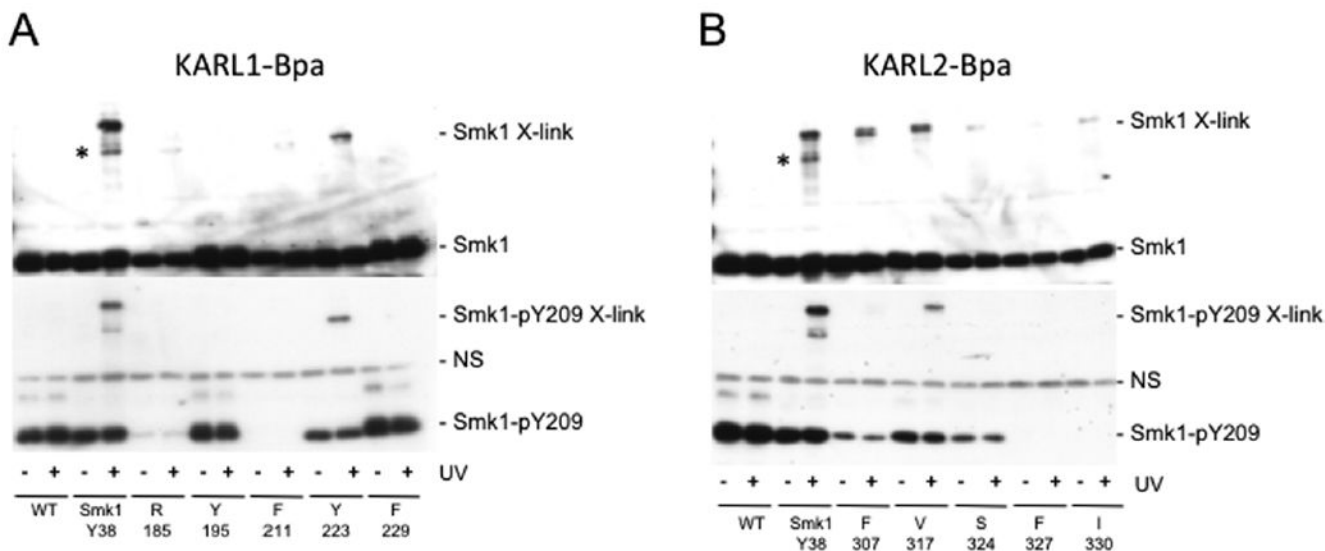 A
KARL1-Bpa
- Smk1 X-link
*
- Smk1
- Smk1-pY209 X-link
- NS
- Smk1-pY209
- + - + - + - + - + - + - + UV
WT Smk1 Y38 R 185 Y 195 F 211 Y 223 F 229
B
KARL2-Bpa
- Smk1 X-link
*
- Smk1
- Smk1-pY209 X-link
- NS
- Smk1-pY209
- + - + - + - + - + - + - + UV
WT Smk1 Y38 F 307 V 317 S 324 F 327 I 330